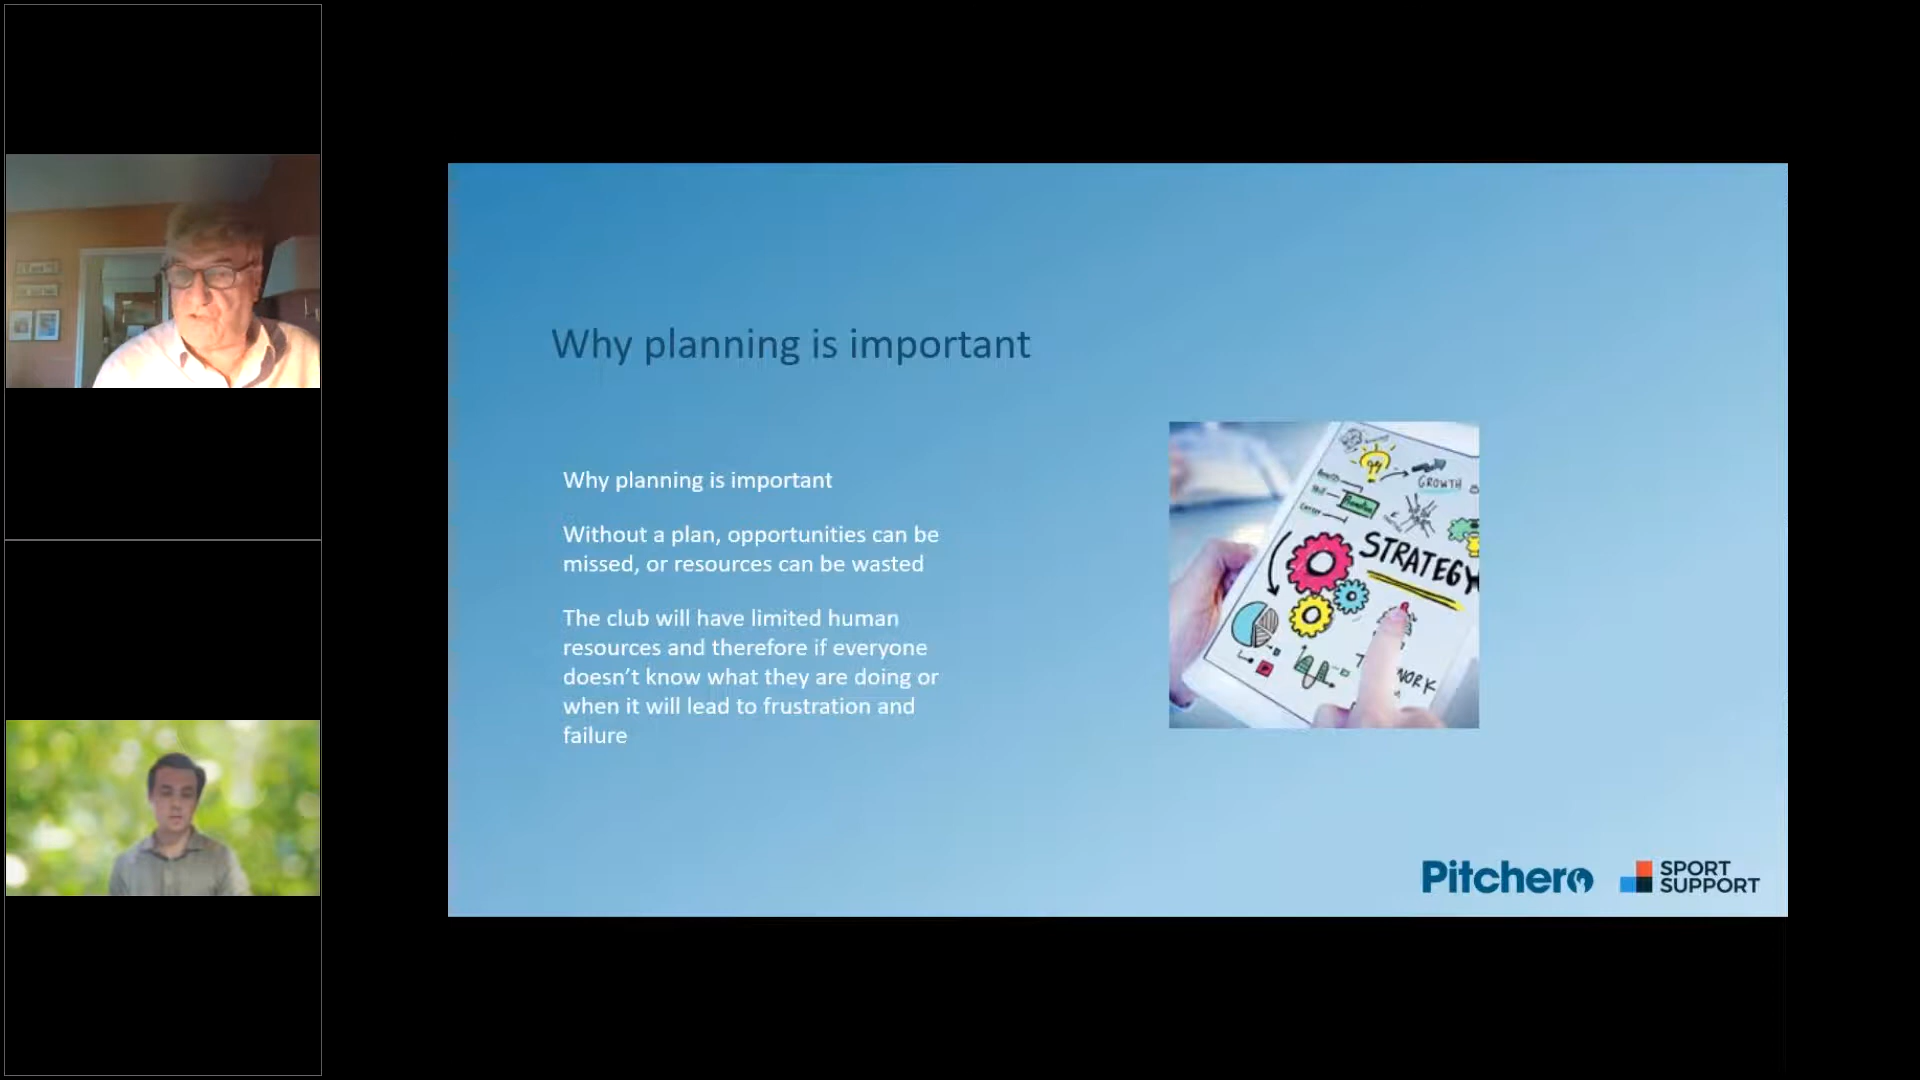 Why planning is important
Why planning is important
Without a plan, opportunities can be
missed, or resources can be wasted
The club will have limited human
resources and therefore if everyone
doesn’t know what they are doing or
when it will lead to frustration and
failure
GROWTH
Promotion
STRATEGY
WORK
Pitchero
SPORT
SUPPORT